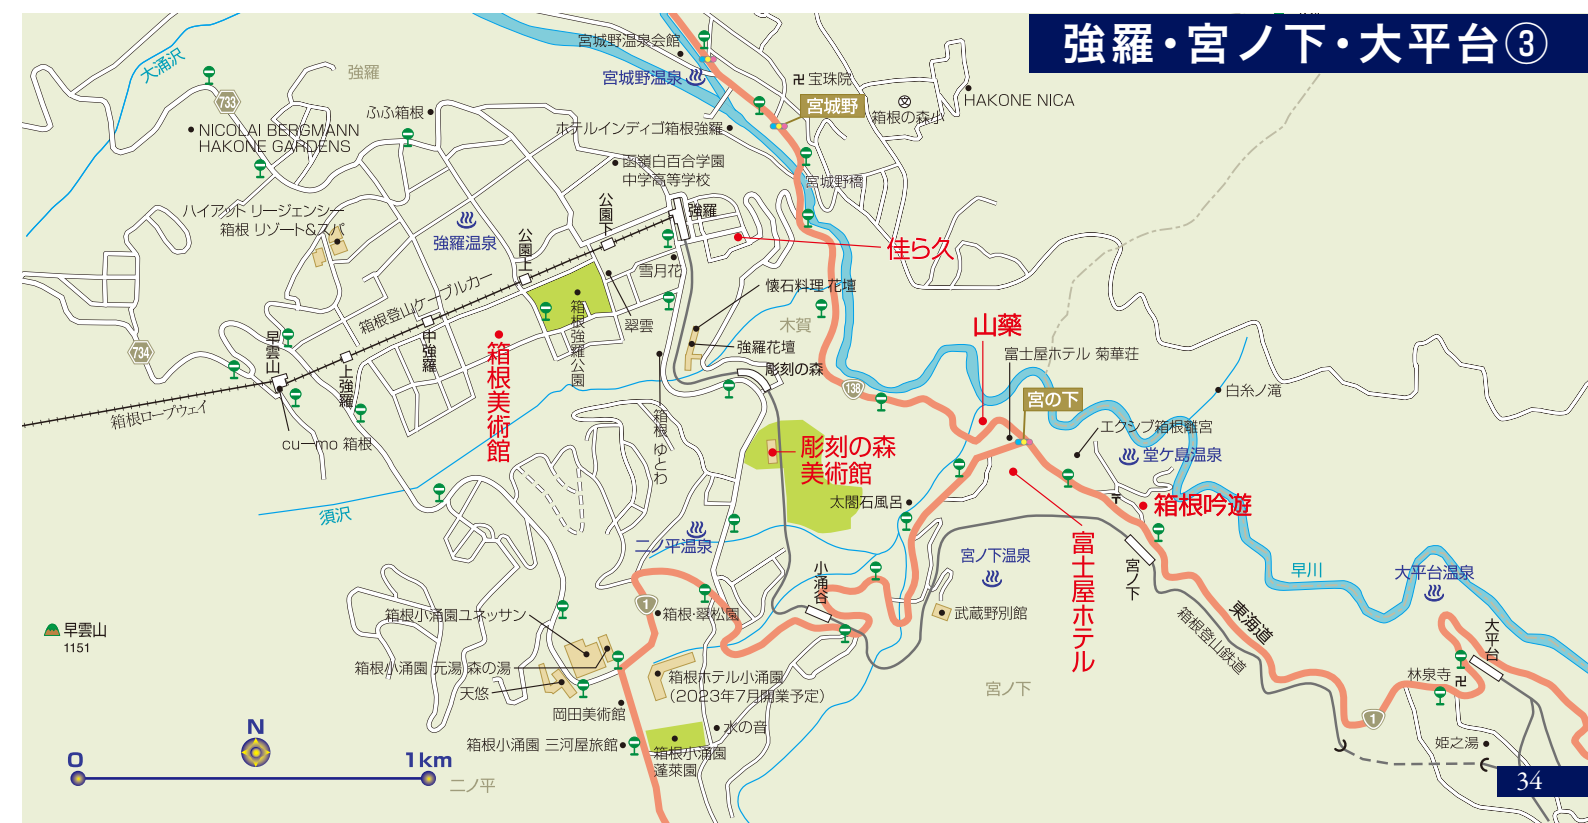 強羅・宮ノ下・大平台③
大涌沢
強羅
733
NICOLAI BERGMANN
HAKONE GARDENS
ふふ箱根
宮城野温泉会館
宮城野温泉
卍 宝珠院
宮城野
箱根の森小
HAKONE NICA
ホテルインディゴ箱根強羅
函嶺白百合学園
中学高等学校
宮城野橋
ハイアット リージェンシー
箱根 リゾート&スパ
強羅温泉
公園下
公園上
強羅
佳ら久
雪月花
箱根登山ケーブルカー
箱根強羅公園
翠雲
懐石料理 花壇
木賀
強羅花壇
彫刻の森
734
早雲山
上強羅
中強羅
箱根美術館
箱根ロープウェイ
cu-mo 箱根
箱根 ゆとわ
138
山藥
富士屋ホテル 菊華荘
宮の下
白糸ノ滝
エクシブ箱根離宮
堂ケ島温泉
箱根吟遊
彫刻の森
美術館
太閤石風呂
須沢
二ノ平温泉
小涌谷
宮ノ下温泉
富士屋ホテル
宮ノ下
早川
大平台温泉
東海道
箱根登山鉄道
大平台
林泉寺
卍
姫之湯
武蔵野別館
宮ノ下
1
箱根・翠松園
箱根小涌園ユネッサン
箱根小涌園 元湯 森の湯
天悠
岡田美術館
箱根ホテル小涌園
(2023年7月開業予定)
水の音
箱根小涌園 三河屋旅館
箱根小涌園
蓬萊園
早雲山
1151
N
0
1km
二ノ平
1
34